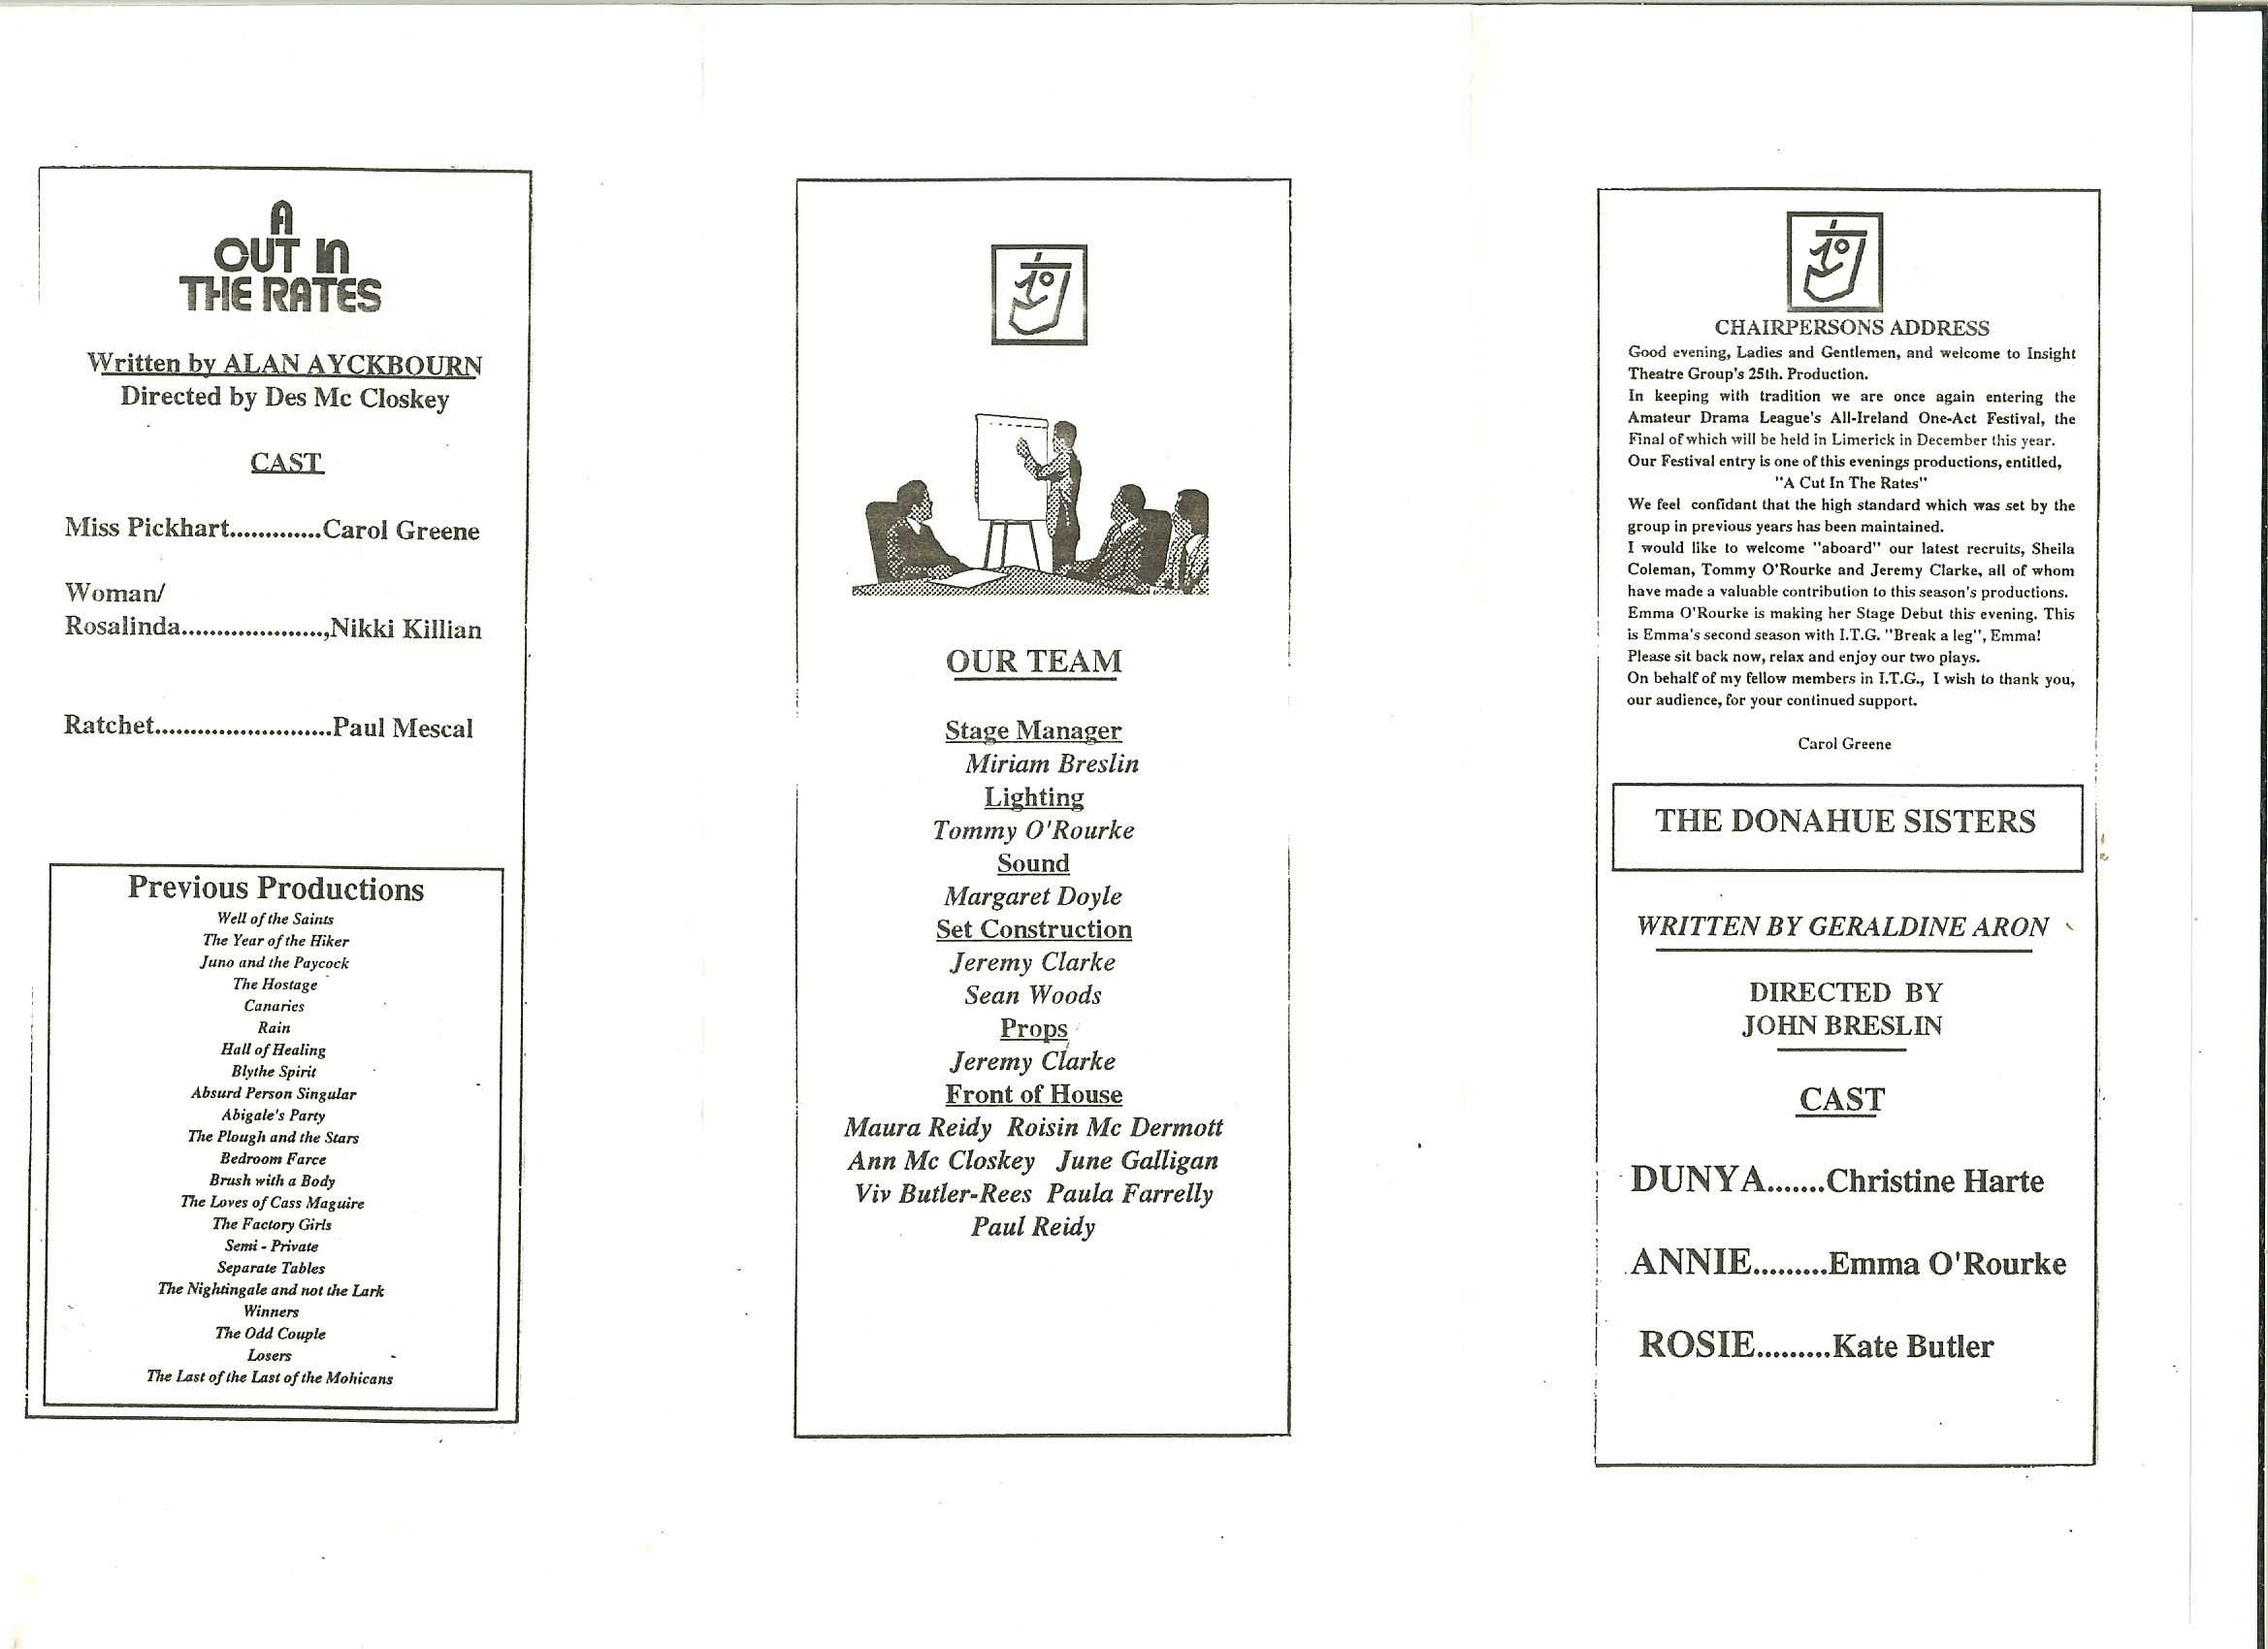 A
CUT IN
THE RATES
Written by ALAN AYCKBOURN
Directed by Des Mc Closkey
CAST
Miss Pickhart.............Carol Greene
Woman/
Rosalinda....................,Nikki Killian
Ratchet.........................Paul Mescal
Previous Productions
Well of the Saints
The Year of the Hiker
Juno and the Paycock
The Hostage
Canaries
Rain
Hall of Healing
Blythe Spirit
Absurd Person Singular
Abigale's Party
The Plough and the Stars
Bedroom Farce
Brush with a Body
The Loves of Cass Maguire
The Factory Girls
Semi - Private
Separate Tables
The Nightingale and not the Lark
Winners
The Odd Couple
Losers
The Last of the Last of the Mohicans
OUR TEAM
Stage Manager
Miriam Breslin
Lighting
Tommy O'Rourke
Sound
Margaret Doyle
Set Construction
Jeremy Clarke
Sean Woods
Props
Jeremy Clarke
Front of House
Maura Reidy Roisin Mc Dermott
Ann Mc Closkey June Galligan
Viv Butler-Rees Paula Farrelly
Paul Reidy
CHAIRPERSONS ADDRESS
Good evening, Ladies and Gentlemen, and welcome to Insight
Theatre Group's 25th. Production.
In keeping with tradition we are once again entering the
Amateur Drama League's All-Ireland One-Act Festival, the
Final of which will be held in Limerick in December this year.
Our Festival entry is one of this evenings productions, entitled,
"A Cut In The Rates"
We feel confidant that the high standard which was set by the
group in previous years has been maintained.
I would like to welcome "aboard" our latest recruits, Sheila
Coleman, Tommy O'Rourke and Jeremy Clarke, all of whom
have made a valuable contribution to this season's productions.
Emma O'Rourke is making her Stage Debut this evening. This
is Emma's second season with I.T.G. "Break a leg", Emma!
Please sit back now, relax and enjoy our two plays.
On behalf of my fellow members in I.T.G., I wish to thank you,
our audience, for your continued support.
Carol Greene
THE DONAHUE SISTERS
WRITTEN BY GERALDINE ARON
DIRECTED BY
JOHN BRESLIN
CAST
DUNYA.......Christine Harte
ANNIE.........Emma O'Rourke
ROSIE.........Kate Butler